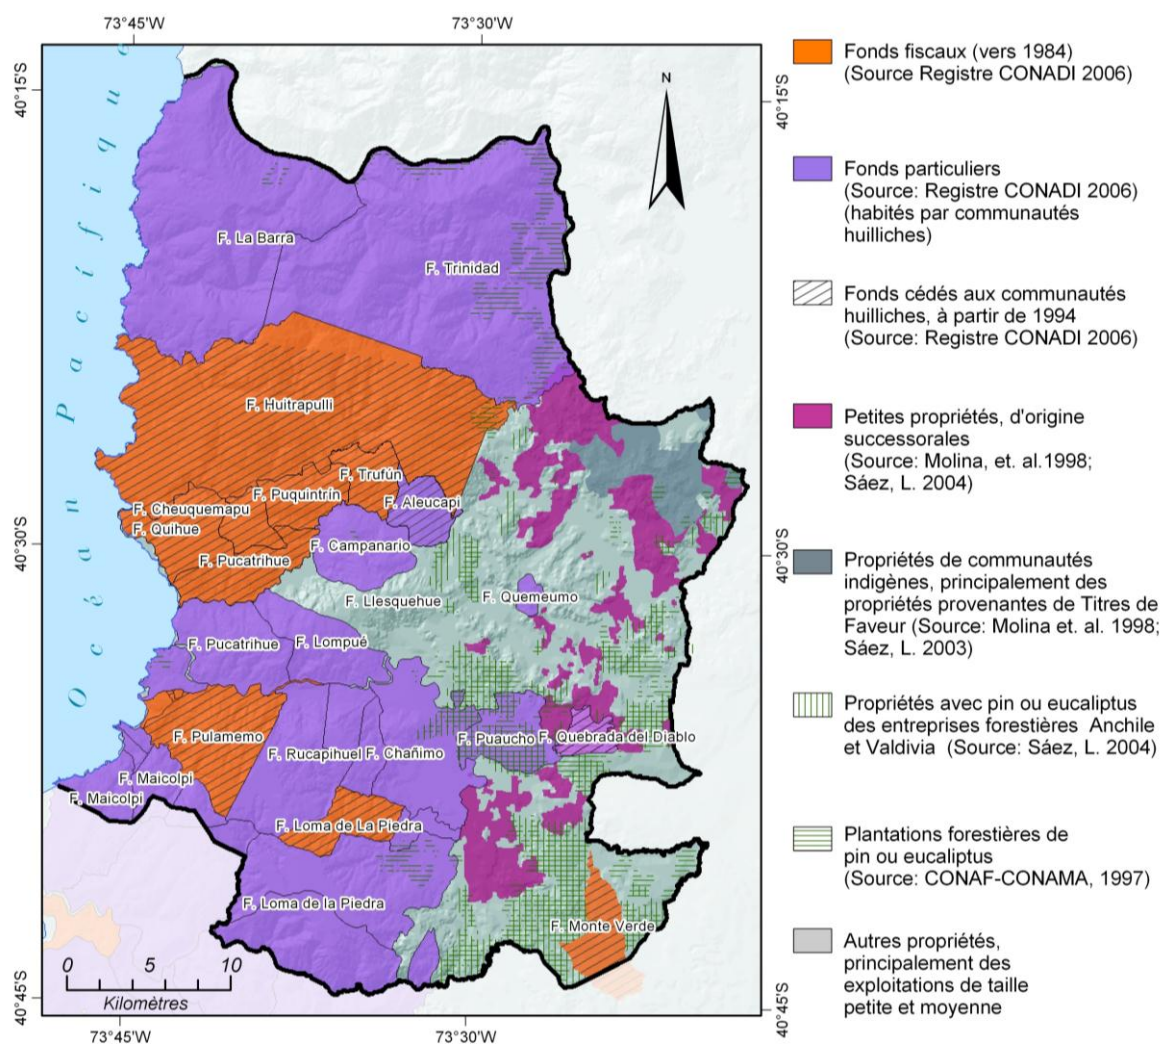 73°45'W
73°30'W
40°15'S
40°15'S
N
Océan Pacífique
F. La Barra
F. Trinidad
F. Huitrapulli
F. Trufún
F. Puquintrín
F. Aleucapi
F. Cheuquemapu
F. Quihue
F. Campanario
F. Pucatrihue
40°30'S
40°30'S
F. Llesquehue
F. Quemeumo
F. Pucatrihue
F. Lompué
F. Pulamemo
F. Rucapihuel
F. Chañimo
F. Puaucho
F. Quebrada del Diablo
F. Maicolpi
F. Maicolpi
F. Loma de La Piedra
F. Loma de la Piedra
F. Monte Verde
0 5 10
Kilomètres
40°45'S
40°45'S
73°45'W
73°30'W
Fonds fiscaux (vers 1984)
(Source Registre CONADI 2006)
Fonds particuliers
(Source: Registre CONADI 2006)
(habités par communautés
huilliches)
Fonds cédés aux communautés
huilliches, à partir de 1994
(Source: Registre CONADI 2006)
Petites propriétés, d'origine
successorales
(Source: Molina, et. al.1998;
Sáez, L. 2004)
Propriétés de communautés
indigènes, principalement des
propriétés provenantes de Titres de
Faveur (Source: Molina et. al. 1998;
Sáez, L. 2003)
Propriétés avec pin ou eucaliptus
des entreprises forestières Anchile
et Valdivia (Source: Sáez, L. 2004)
Plantations forestières de
pin ou eucaliptus
(Source: CONAF-CONAMA, 1997)
Autres propriétés,
principalement des
exploitations de taille
petite et moyenne